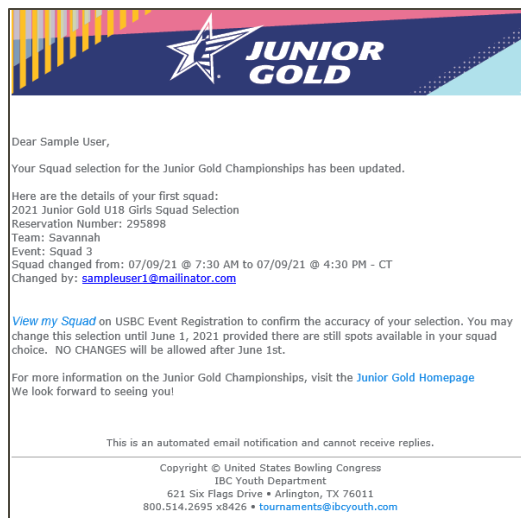 JUNIOR
GOLD
Dear Sample User,
Your Squad selection for the Junior Gold Championships has been updated.
Here are the details of your first squad:
2021 Junior Gold U18 Girls Squad Selection
Reservation Number: 295898
Team: Savannah
Event: Squad 3
Squad changed from: 07/09/21 @ 7:30 AM to 07/09/21 @ 4:30 PM - CT
Changed by: sampleuser1@mailinator.com
View my Squad on USBC Event Registration to confirm the accuracy of your selection. You may
change this selection until June 1, 2021 provided there are still spots available in your squad
choice.  NO CHANGES will be allowed after June 1st.
For more information on the Junior Gold Championships, visit the Junior Gold Homepage
We look forward to seeing you!
This is an automated email notification and cannot receive replies.
Copyright © United States Bowling Congress
IBC Youth Department
621 Six Flags Drive • Arlington, TX 76011
800.514.2695 x8426 • tournaments@ibcyouth.com